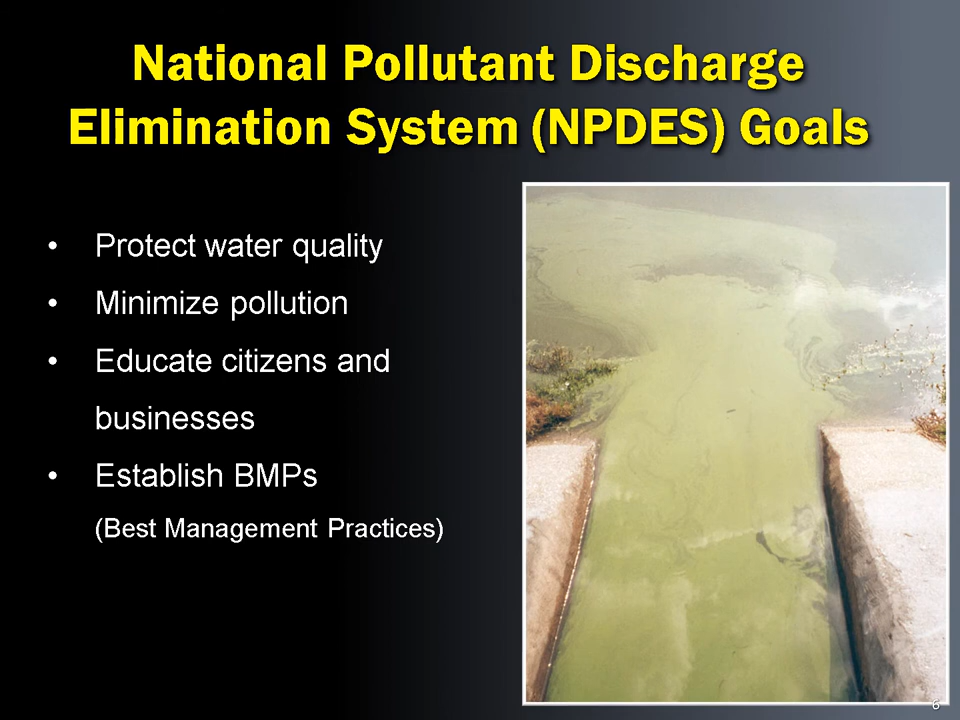 National Pollutant Discharge
Elimination System (NPDES) Goals
• Protect water quality
• Minimize pollution
• Educate citizens and
businesses
• Establish BMPs
(Best Management Practices)
6